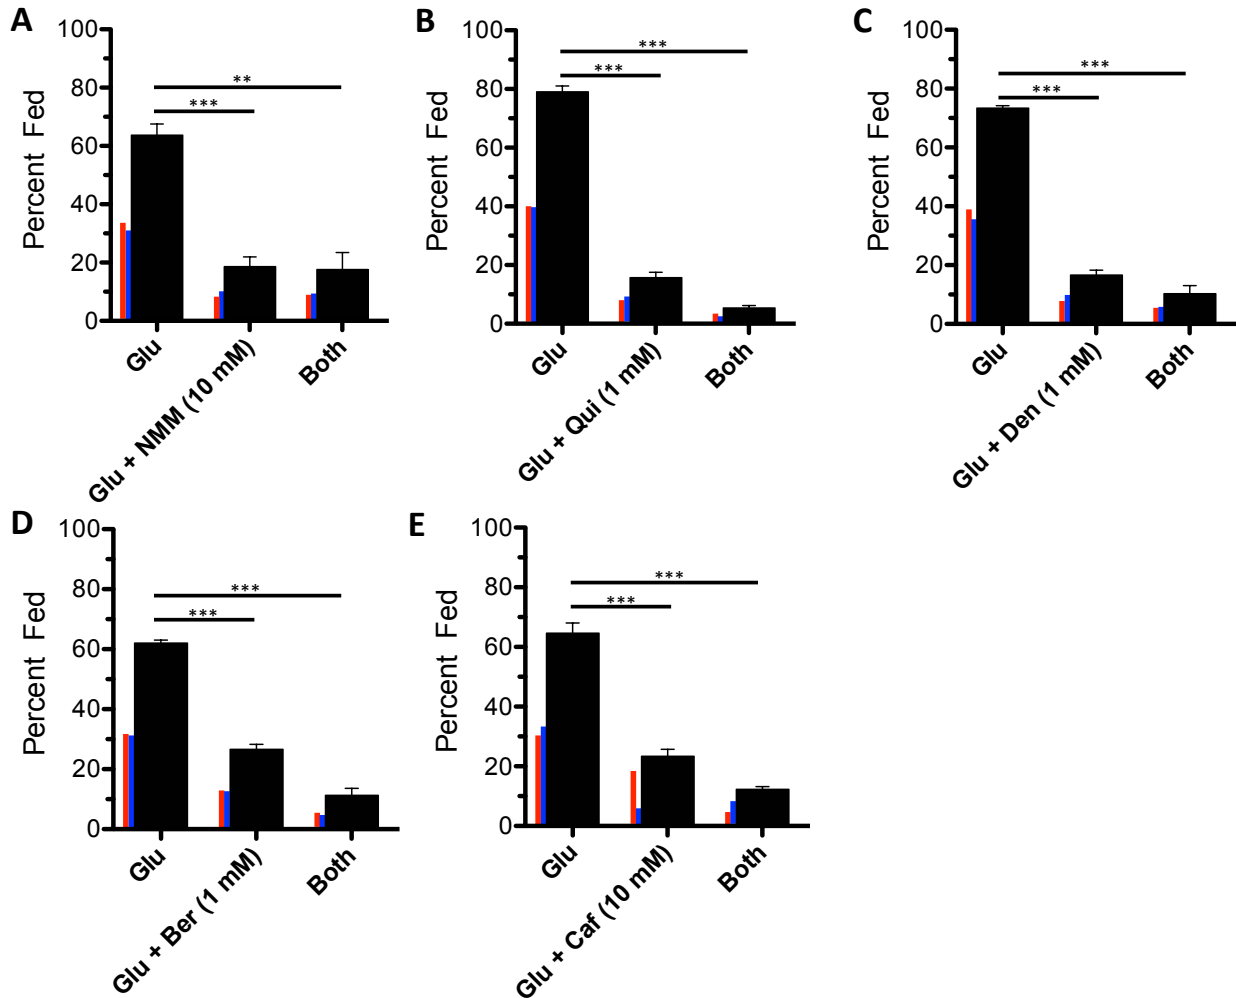 A
Percent Fed
100
80
60
40
20
0
**
***
Glu
Glu + NMM (10 mM)
Both
B
Percent Fed
100
80
60
40
20
0
***
***
Glu
Glu + Qui (1 mM)
Both
C
Percent Fed
100
80
60
40
20
0
***
***
Glu
Glu + Den (1 mM)
Both
D
Percent Fed
100
80
60
40
20
0
***
***
Glu
Glu + Ber (1 mM)
Both
E
Percent Fed
100
80
60
40
20
0
***
***
Glu
Glu + Caf (10 mM)
Both